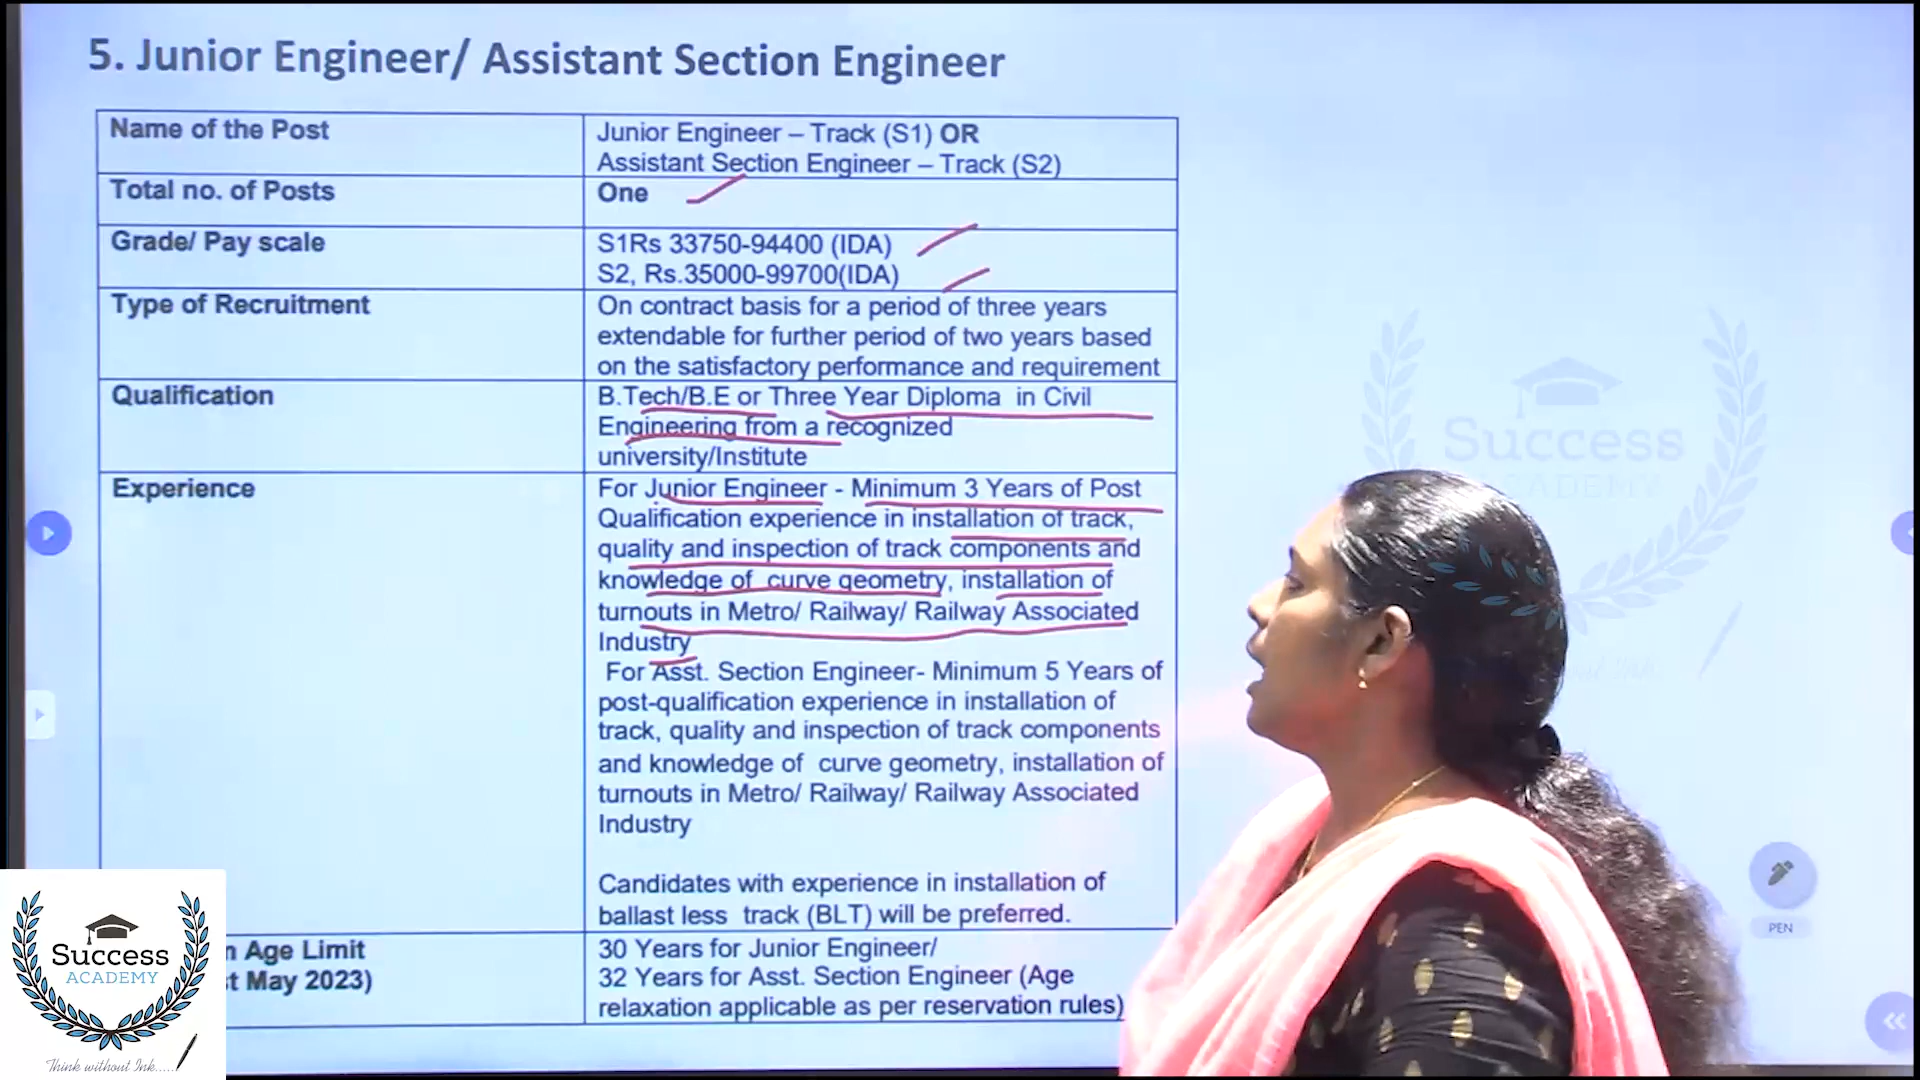 5. Junior Engineer/ Assistant Section Engineer
Name of the Post
Junior Engineer – Track (S1) OR
Assistant Section Engineer – Track (S2)
Total no. of Posts
One
Grade/ Pay scale
S1Rs 33750-94400 (IDA)
S2, Rs.35000-99700(IDA)
Type of Recruitment
On contract basis for a period of three years
extendable for further period of two years based
on the satisfactory performance and requirement
Qualification
B.Tech/B.E or Three Year Diploma in Civil
Engineering from a recognized
university/Institute
Experience
For Junior Engineer - Minimum 3 Years of Post
Qualification experience in installation of track,
quality and inspection of track components and
knowledge of curve geometry, installation of
turnouts in Metro/ Railway/ Railway Associated
Industry
For Asst. Section Engineer- Minimum 5 Years of
post-qualification experience in installation of
track, quality and inspection of track components
and knowledge of curve geometry, installation of
turnouts in Metro/ Railway/ Railway Associated
Industry
Candidates with experience in installation of
ballast less track (BLT) will be preferred.
Age Limit
May 2023)
30 Years for Junior Engineer/
32 Years for Asst. Section Engineer (Age
relaxation applicable as per reservation rules)
Success
ACADEMY
PEN
Success
ACADEMY
Think without Ink......